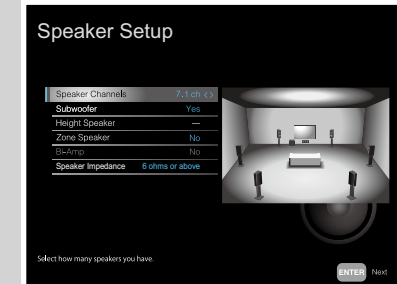 Speaker Setup
Speaker Channels 7.1 ch < >
Subwoofer Yes
Height Speaker ---
Zone Speaker No
Bi-Amp No
Speaker Impedance 6 ohms or above
Select how many speakers you have.
ENTER Next